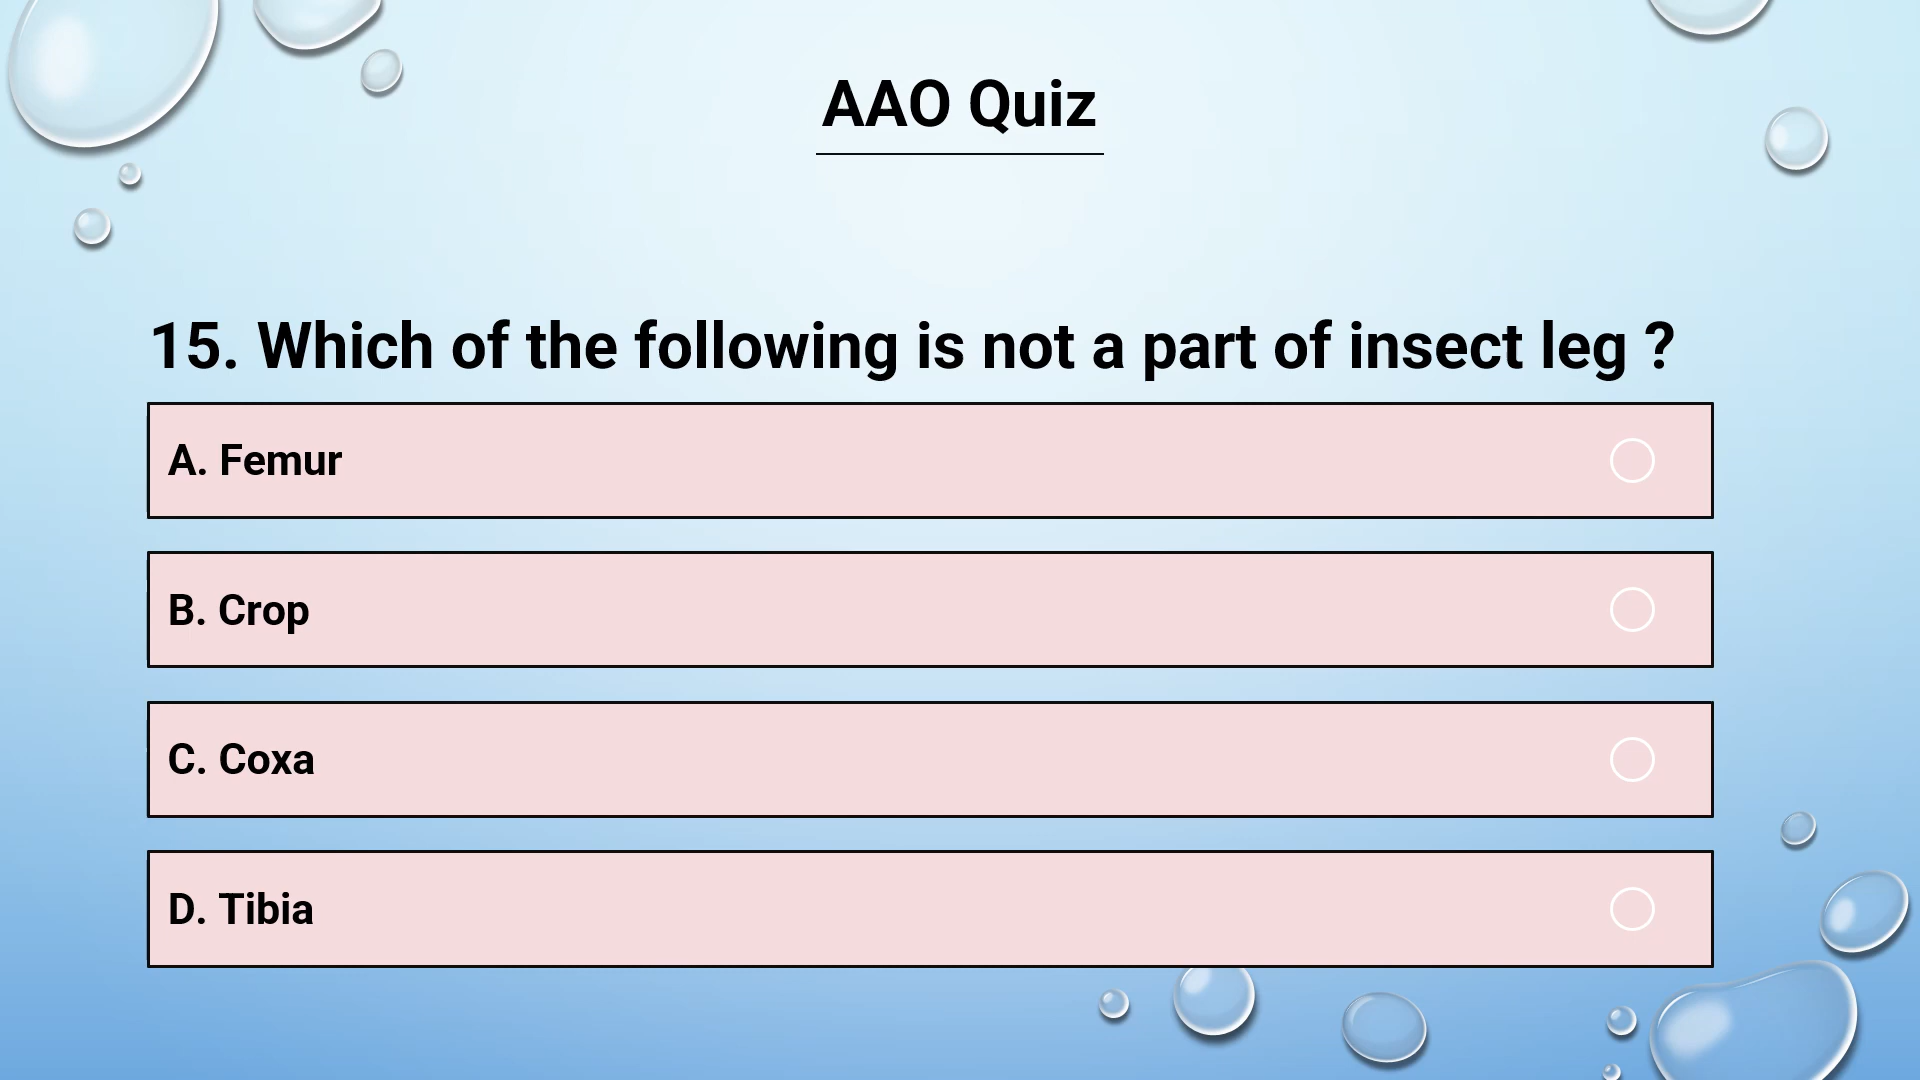 AAO Quiz
15. Which of the following is not a part of insect leg ?
A. Femur
B. Crop
C. Coxa
D. Tibia